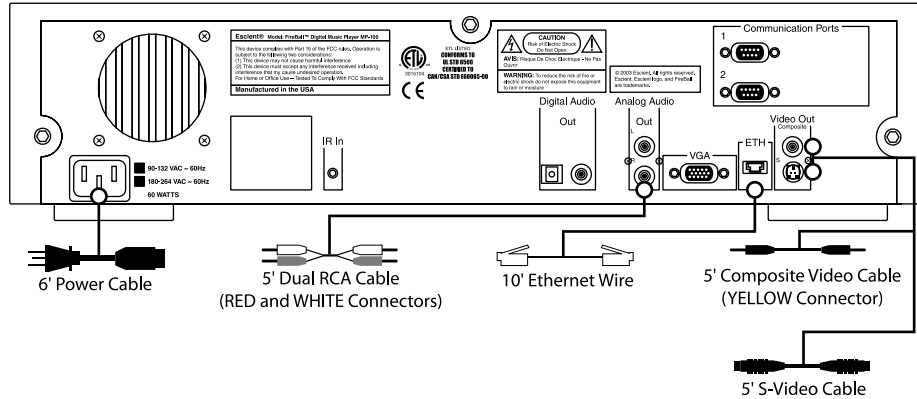 Escient® Model: FireBall™ Digital Music Player MP-100
This device complies with Part 15 of the FCC rules, Operation is
subject to the following two considerations:
(1) This device may not cause harmful interference
(2) This device must accept any interference received including
interference that my cause undesired operation.
For Home or Office Use – Tested To Comply With FCC Standards
Manufactured in the USA
ETL
3015104
ETL LISTED
CONFORMS TO
UL STD 6500
CERTIFIED TO
CAN/CSA STD E60065-00
CE
CAUTION
Risk of Electric Shock
Do Not Open
AVIS: Risque De Choc Electrique - Ne Pas
Ouvrir
WARNING: To reduce the risk of fire or
electric shock do not expose this equipment
to rain or moisture
© 2003 Escient, All rights reserved.
Escient, Escient logo, and FireBall
are trademarks.
Communication Ports
1
2
90-132 VAC ~ 60Hz
180-264 VAC ~ 60Hz
60 WATTS
IR In
Digital Audio
Out
Analog Audio
Out
L
R
VGA
ETH
Video Out
Composite
S
6' Power Cable
5' Dual RCA Cable
(RED and WHITE Connectors)
10' Ethernet Wire
5' Composite Video Cable
(YELLOW Connector)
5' S-Video Cable